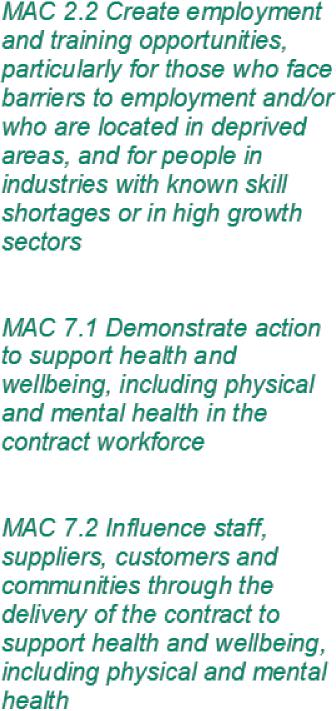 MAC 2.2 Create employment
and training opportunities,
particularly for those who face
barriers to employment and/or
who are located in deprived
areas, and for people in
industries with known skill
shortages or in high growth
sectors
MAC 7.1 Demonstrate action
to support health and
wellbeing, including physical
and mental health in the
contract workforce
MAC 7.2 Influence staff,
suppliers, customers and
communities through the
delivery of the contract to
support health and wellbeing,
including physical and mental
health